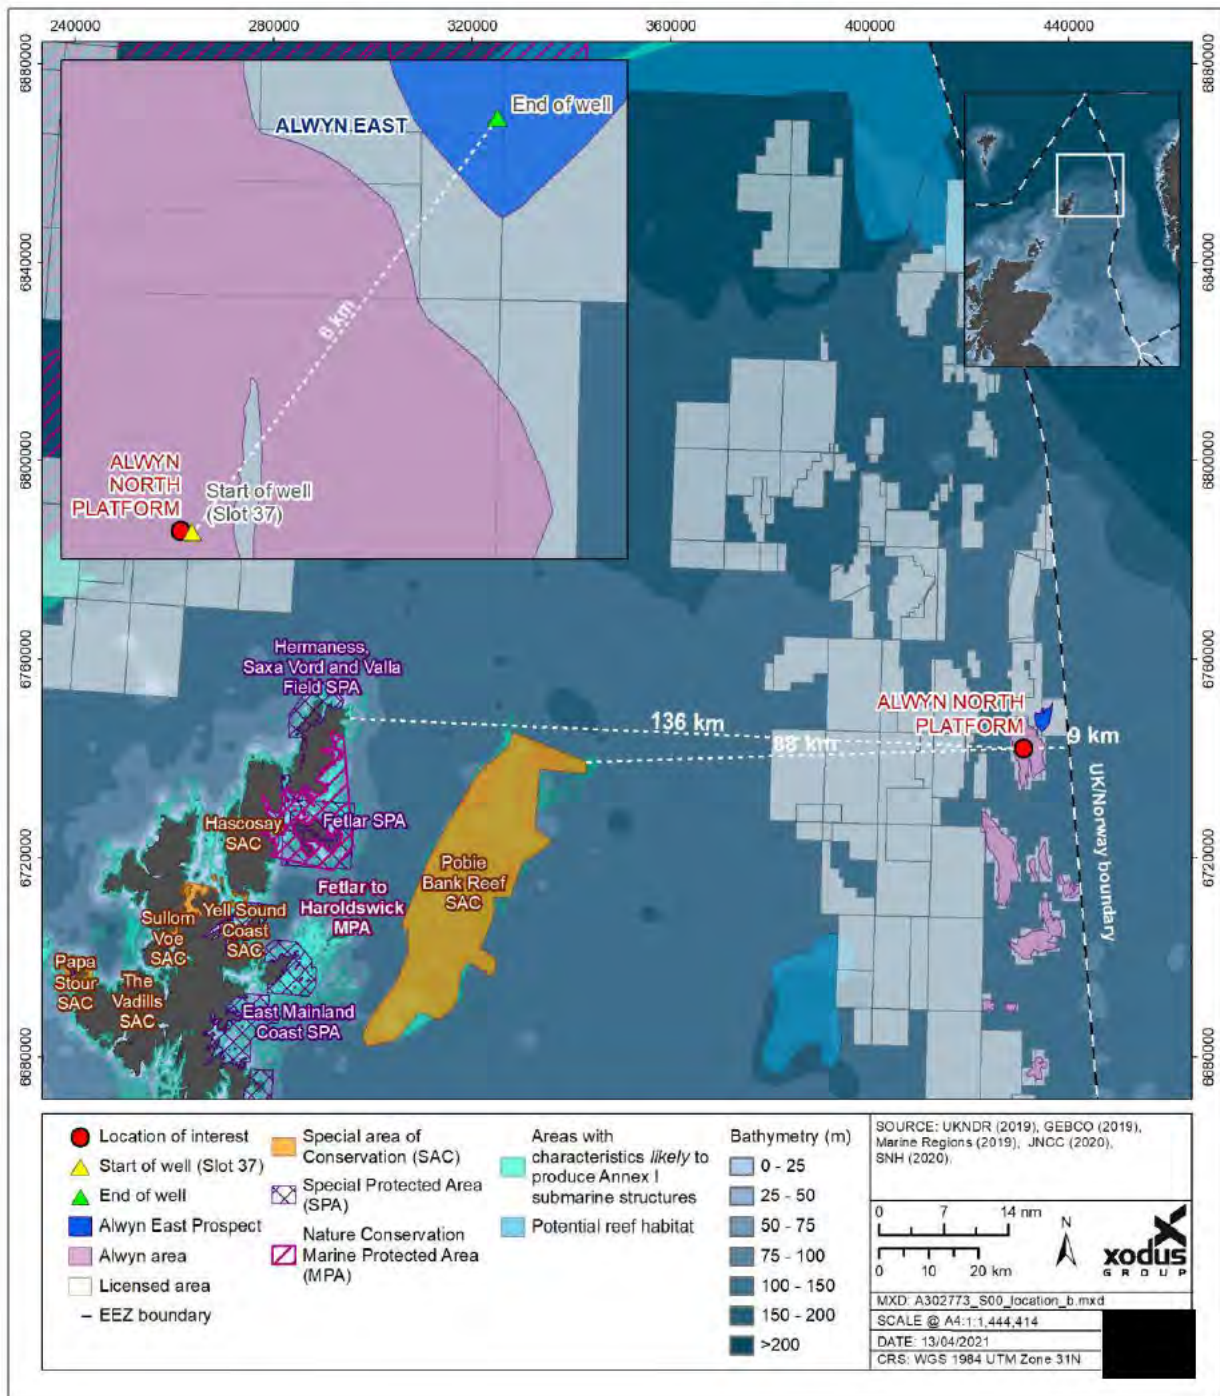 240000
280000
320000
360000
400000
440000
6880000
6840000
6800000
6760000
6720000
6680000
6880000
6840000
6800000
6760000
6720000
6680000
End of well
ALWYN EAST
6 km
ALWYN
NORTH
PLATFORM
Start of well
(Slot 37)
Hermaness,
Saxa Vord and Valla
Field SPA
ALWYN NORTH
PLATFORM
136 km
88 km
9 km
UK/Norway boundary
Hascosay
SAC
Fetlar SPA
Pobie
Bank Reef
SAC
Fetlar to
Haroldswick
MPA
Yell Sound
Coast
SAC
Sullom
Voe
SAC
Papa
Stour
SAC
The
Vadills
SAC
East Mainland
Coast SPA
Location of interest
Start of well (Slot 37)
End of well
Alwyn East Prospect
Alwyn area
Licensed area
EEZ boundary
Special area of
Conservation (SAC)
Special Protected Area
(SPA)
Nature Conservation
Marine Protected Area
(MPA)
Areas with
characteristics likely to
produce Annex I
submarine structures
Potential reef habitat
Bathymetry (m)
0 - 25
25 - 50
50 - 75
75 - 100
100 - 150
150 - 200
>200
SOURCE: UKNDR (2019), GEBCO (2019),
Marine Regions (2019), JNCC (2020),
SNH (2020).
0 7 14 nm
0 10 20 km
N
xodus
GROUP
MXD: A302773_S00_location_b.mxd
SCALE @ A4:1:1,444,414
DATE: 13/04/2021
CRS: WGS 1984 UTM Zone 31N